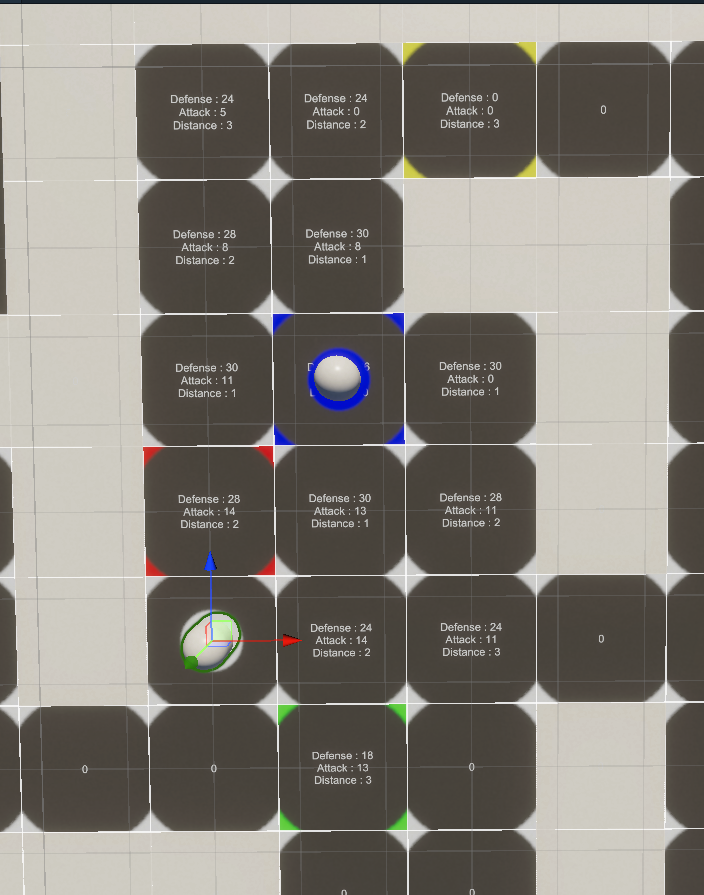 Defense : 24
Attack : 5
Distance : 3
Defense : 24
Attack : 0
Distance : 2
Defense : 0
Attack : 0
Distance : 3
0
Defense : 28
Attack : 8
Distance : 2
Defense : 30
Attack : 8
Distance : 1
Defense : 30
Attack : 11
Distance : 1
Defense : 30
Attack : 0
Distance : 1
Defense : 28
Attack : 14
Distance : 2
Defense : 30
Attack : 13
Distance : 1
Defense : 28
Attack : 11
Distance : 2
Defense : 24
Attack : 14
Distance : 2
Defense : 24
Attack : 11
Distance : 3
0
0
0
Defense : 18
Attack : 13
Distance : 3
0
0
0